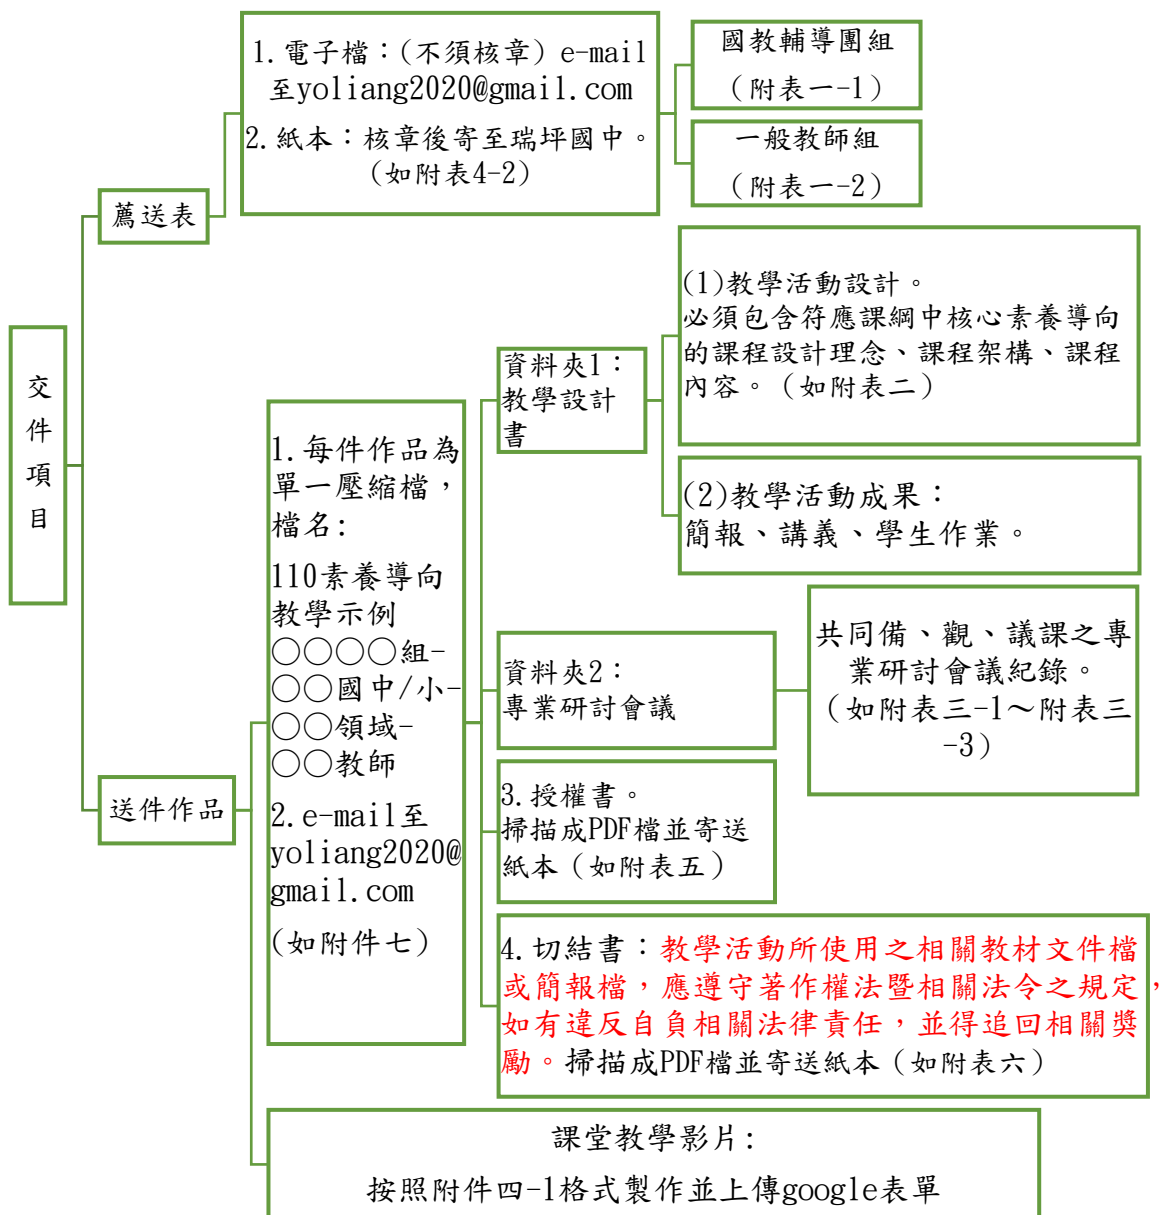 交
件
項
目
薦送表
1.電子檔：(不須核章）e-mail
至yoliang2020@gmail.com
2.紙本：核章後寄至瑞坪國中。
（如附表4-2）
國教輔導團組
（附表一-1）
一般教師組
（附表一-2）
送件作品
1.每件作品為
單一壓縮檔，
檔名:
110素養導向
教學示例
○○○○組-
○○國中/小-
○○領域-
○○教師
2.e-mail至
yoliang2020@
gmail.com
(如附件七）
資料夾1：
教學設計
書
(1)教學活動設計。
必須包含符應課綱中核心素養導向
的課程設計理念、課程架構、課程
內容。（如附表二）
(2)教學活動成果：
簡報、講義、學生作業。
資料夾2：
專業研討會議
共同備、觀、議課之專
業研討會議紀錄。
（如附表三-1～附表三
-3）
3.授權書。
掃描成PDF檔並寄送
紙本（如附表五）
4.切結書：教學活動所使用之相關教材文件檔
或簡報檔，應遵守著作權法暨相關法令之規定，
如有違反自負相關法律責任，並得追回相關獎
勵。掃描成PDF檔並寄送紙本（如附表六）
課堂教學影片:
按照附件四-1格式製作並上傳google表單